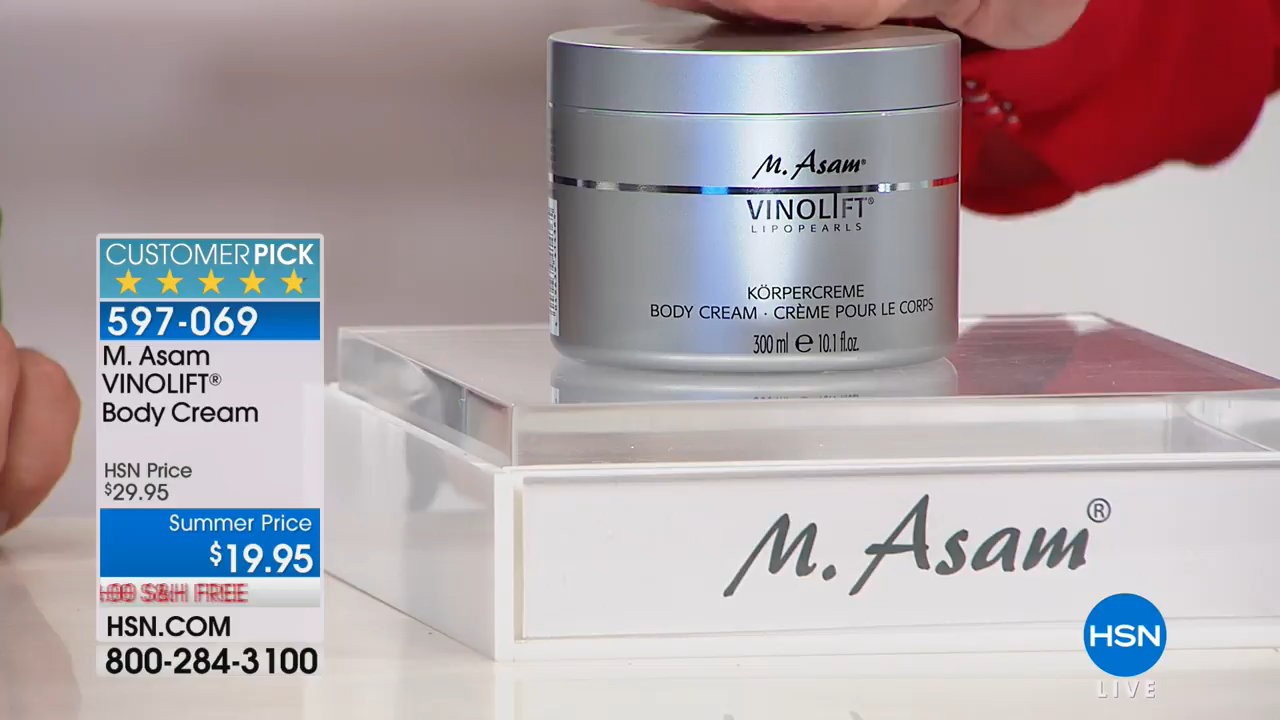 M. Asam®
VINOLIFT®
LIPOPEARLS
KÖRPERCREME
BODY CREAM · CRÈME POUR LE CORPS
300 ml ℮ 10.1 fl.oz.
CUSTOMER PICK
597-069
M. Asam
VINOLIFT®
Body Cream
HSN Price
$29.95
Summer Price
$19.95
S&H FREE
HSN.COM
800-284-3100
M. Asam®
HSN
LIVE